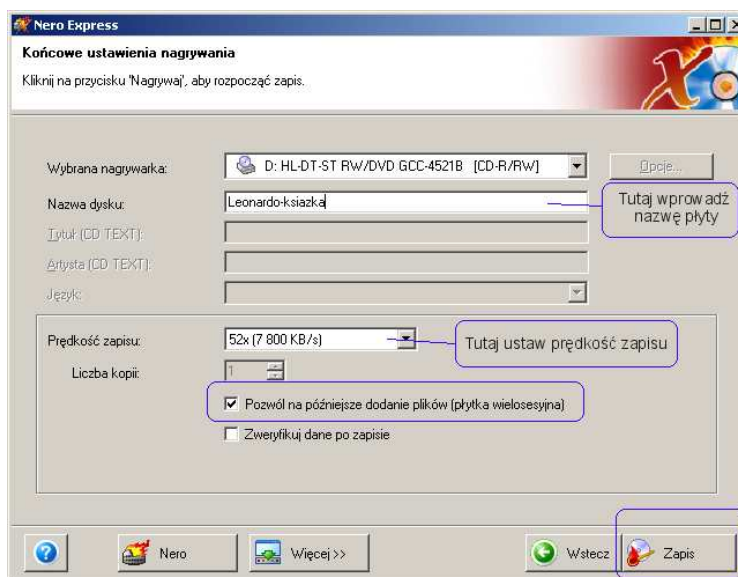 Nero Express
Końcowe ustawienia nagrywania
Kliknij na przycisku 'Nagrywaj', aby rozpocząć zapis.
Wybrana nagrywarka:
D: HL-DT-ST RW/DVD GCC-4521B [CD-R/RW]
Opcje...
Nazwa dysku:
Leonardo-ksiazka
Tutaj wprowadź
nazwę płyty
Tytuł (CD TEXT):
Artysta (CD TEXT):
Język:
Prędkość zapisu:
52x (7 800 KB/s)
Tutaj ustaw prędkość zapisu
Liczba kopii:
1
Pozwól na późniejsze dodanie plików (płytka wielosesyjna)
Zweryfikuj dane po zapisie
Nero
Więcej >>
Wstecz
Zapis